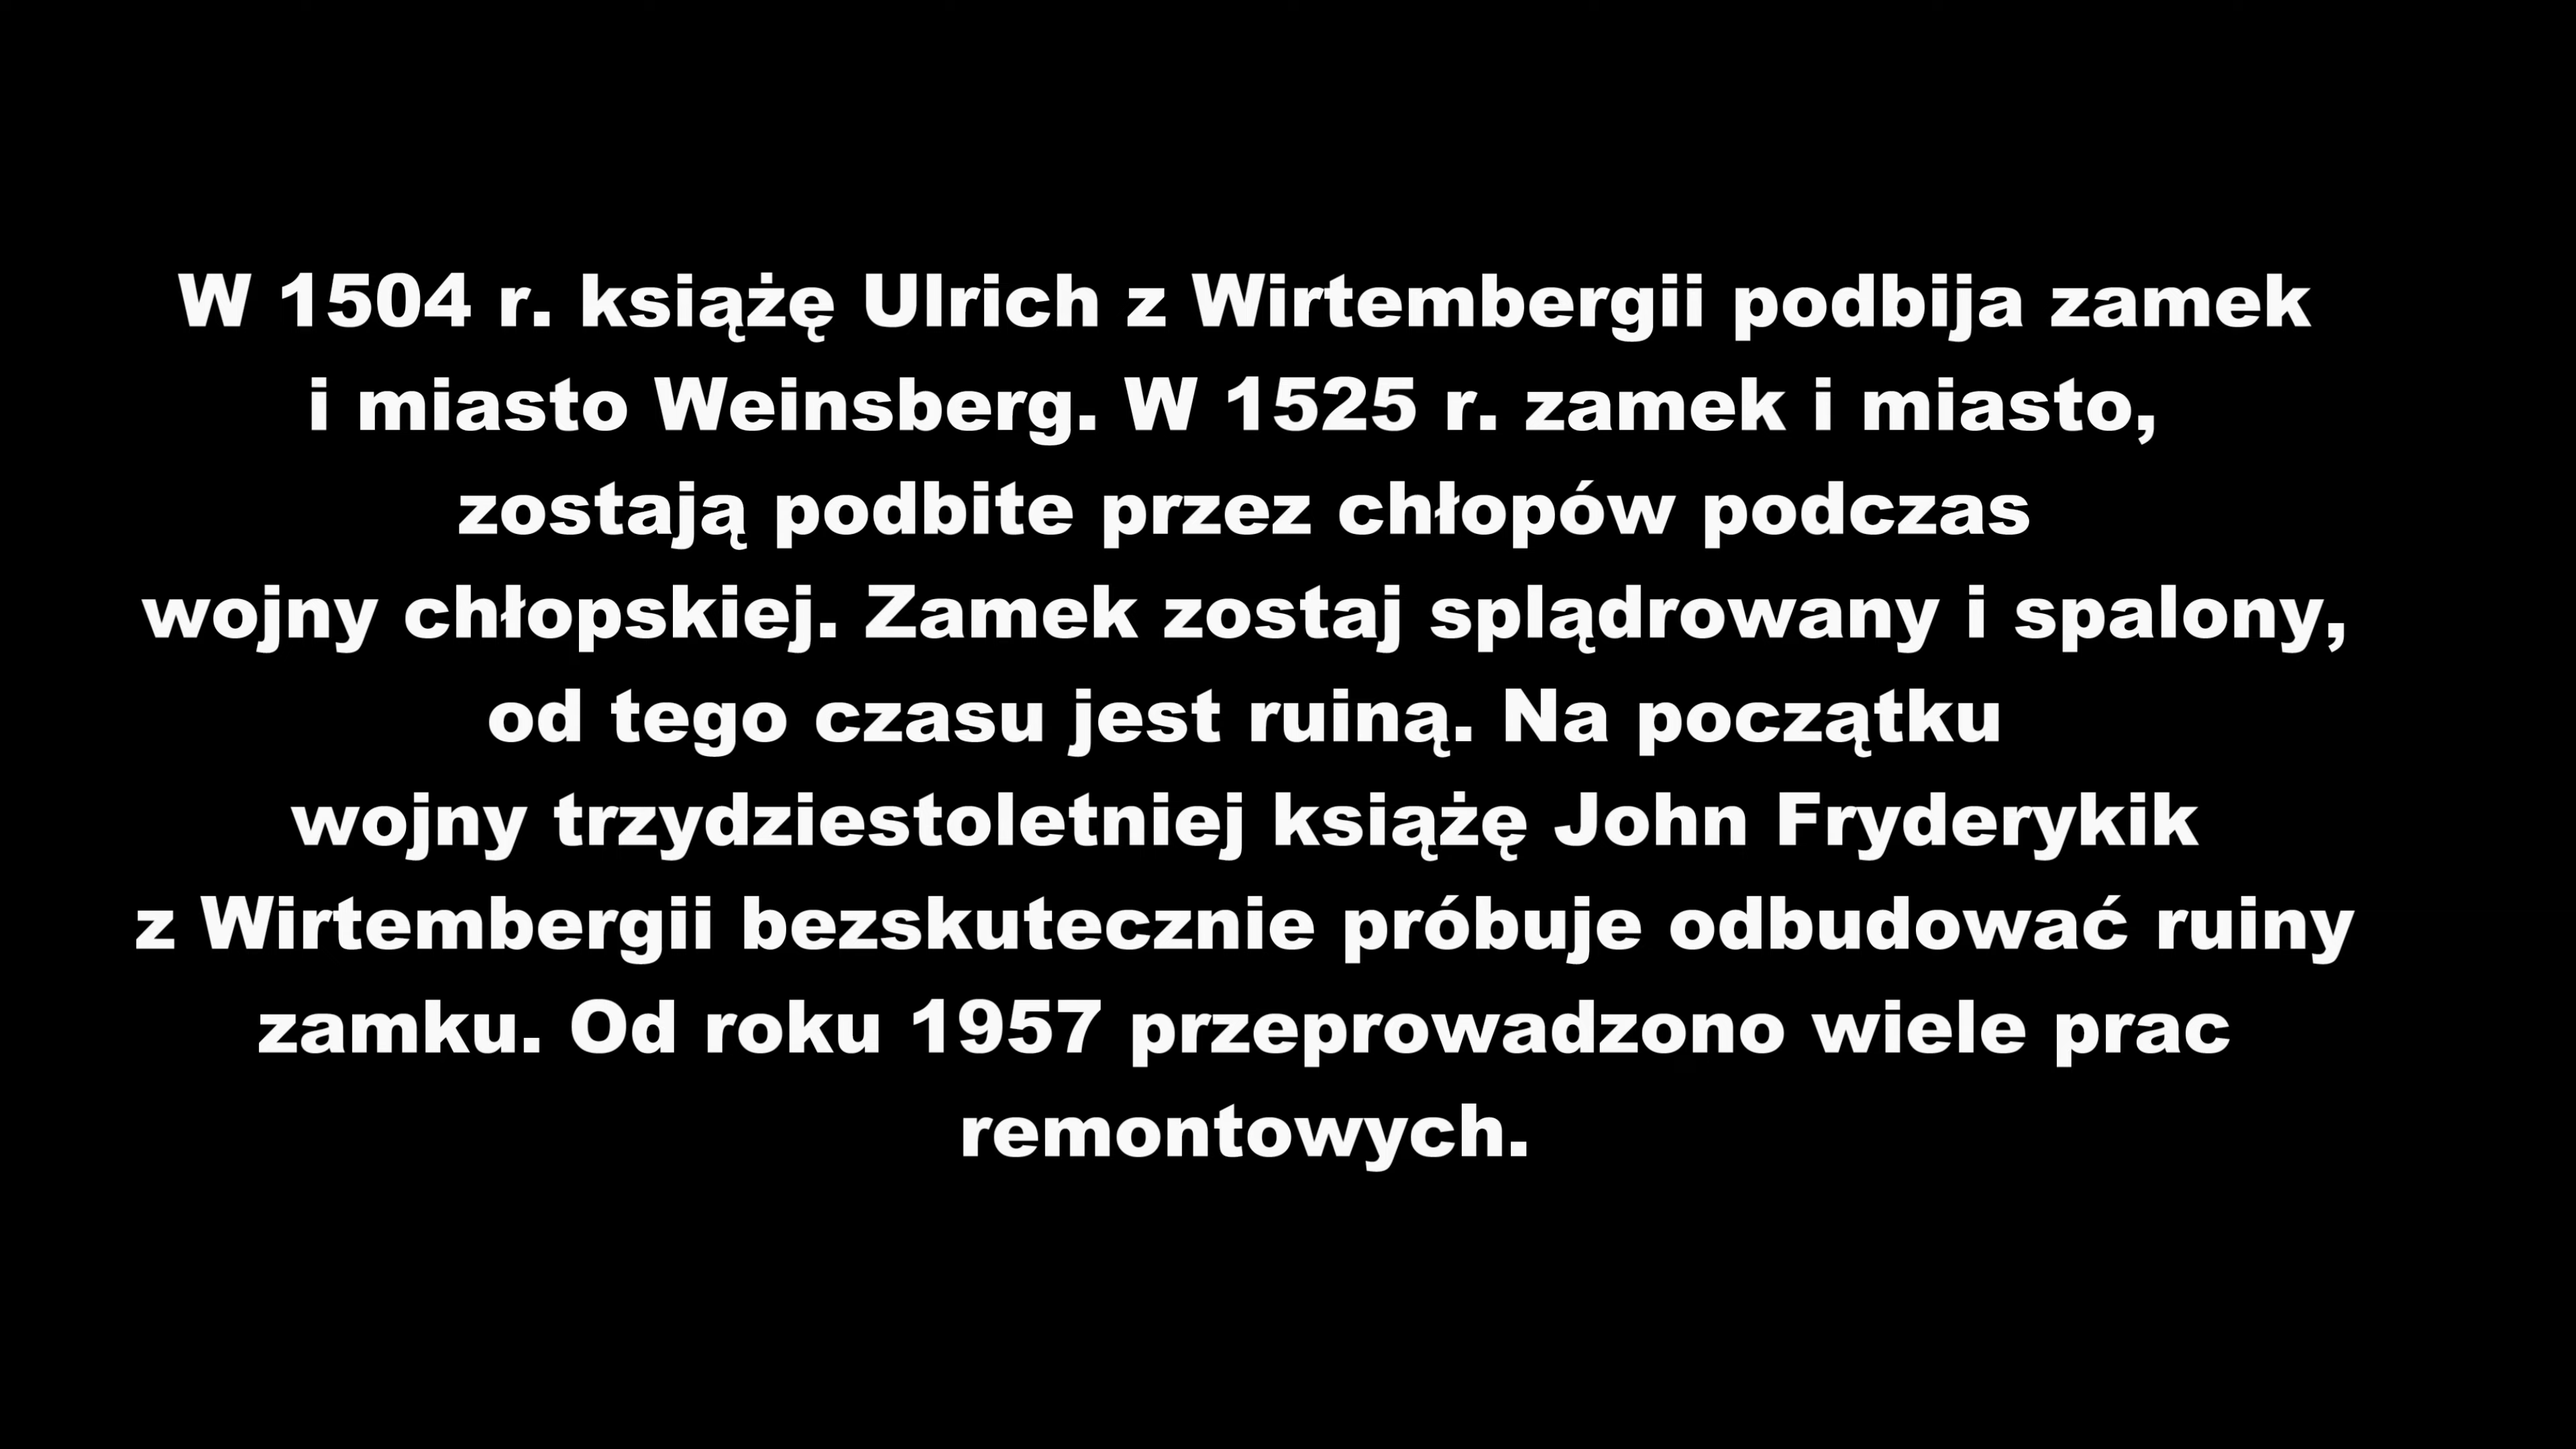 W 1504 r. książę Ulrich z Wirtembergii podbija zamek
i miasto Weinsberg. W 1525 r. zamek i miasto,
zostają podbite przez chłopów podczas
wojny chłopskiej. Zamek zostaj splądrowany i spalony,
od tego czasu jest ruiną. Na początku
wojny trzydziestoletniej książę John Fryderykik
z Wirtembergii bezskutecznie próbuje odbudować ruiny
zamku. Od roku 1957 przeprowadzono wiele prac
remontowych.